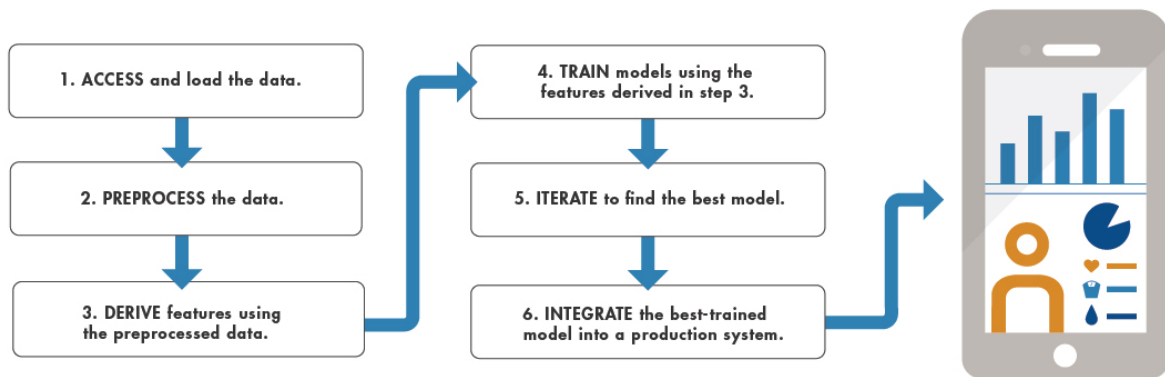 1. ACCESS and load the data.
2. PREPROCESS the data.
3. DERIVE features using
the preprocessed data.
4. TRAIN models using the
features derived in step 3.
5. ITERATE to find the best model.
6. INTEGRATE the best-trained
model into a production system.